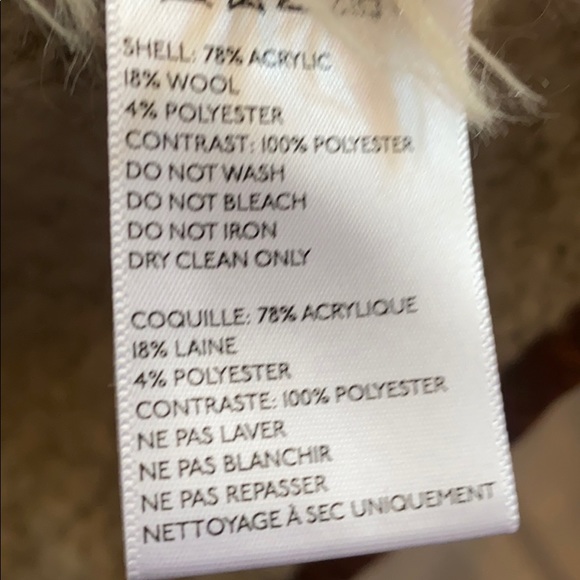 SHELL: 78% ACRYLIC
18% WOOL
4% POLYESTER
CONTRAST: 100% POLYESTER
DO NOT WASH
DO NOT BLEACH
DO NOT IRON
DRY CLEAN ONLY
COQUILLE: 78% ACRYLIQUE
18% LAINE
4% POLYESTER
CONTRASTE: 100% POLYESTER
NE PAS LAVER
NE PAS BLANCHIR
NE PAS REPASSER
NETTOYAGE À SEC UNIQUEMENT